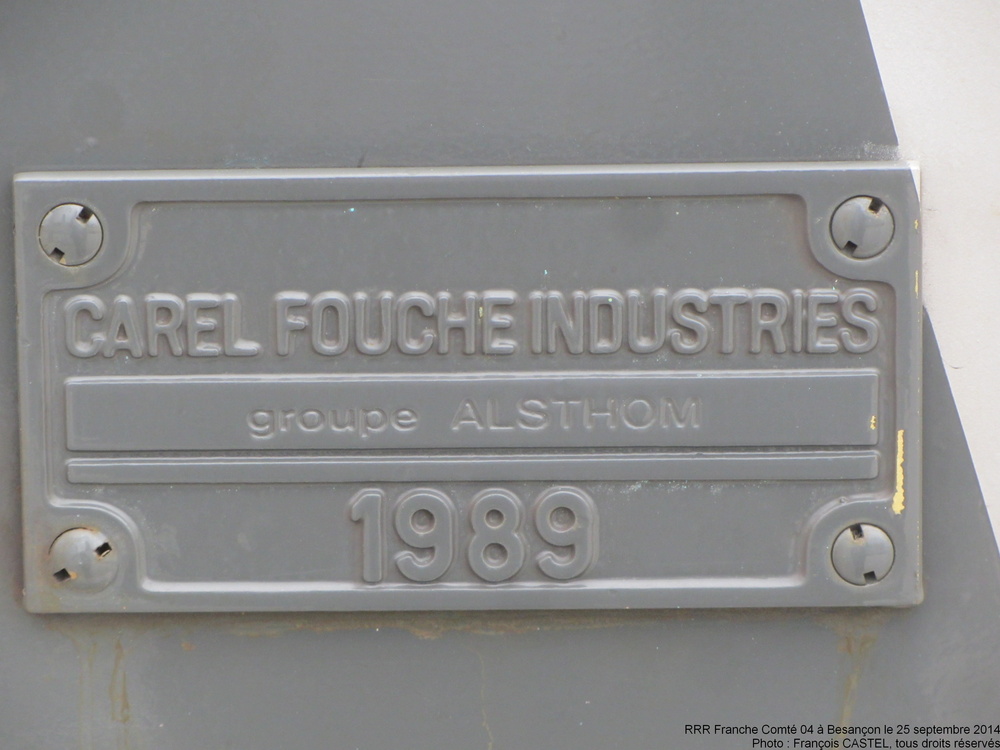 CAREL FOUCHE INDUSTRIES
groupe ALSTHOM
1989
RRR Franche Comté 04 à Besançon le 25 septembre 2014
Photo : François CASTEL, tous droits réservés